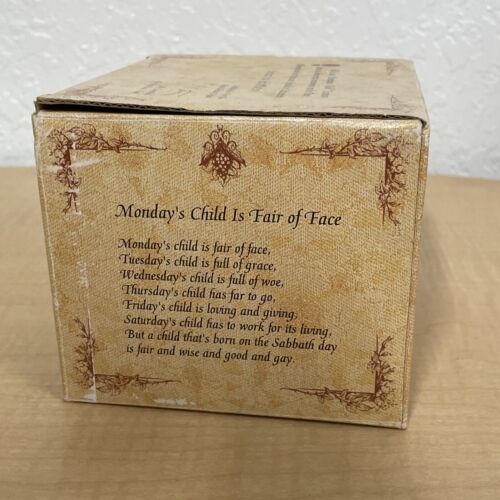 Monday's Child Is Fair of Face
Monday's child is fair of face,
Tuesday's child is full of grace,
Wednesday's child is full of woe,
Thursday's child has far to go,
Friday's child is loving and giving,
Saturday's child has to work for its living,
But a child that's born on the Sabbath day
is fair and wise and good and gay.